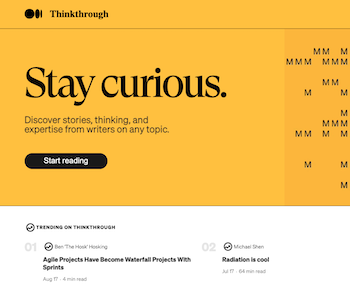 Thinkthrough
M M M
M M M M M M
Stay curious.
M M
M M
Discover stories, thinking, and
expertise from writers on any topic.
M
M M M
M M M M
Start reading
M M
M
TRENDING ON THINKTHROUGH
01 Ben 'The Hosk' Hosking
Agile Projects Have Become Waterfall Projects With
Sprints
Aug 17 · 4 min read
02 Michael Shen
Radiation is cool
Jul 17 · 64 min read